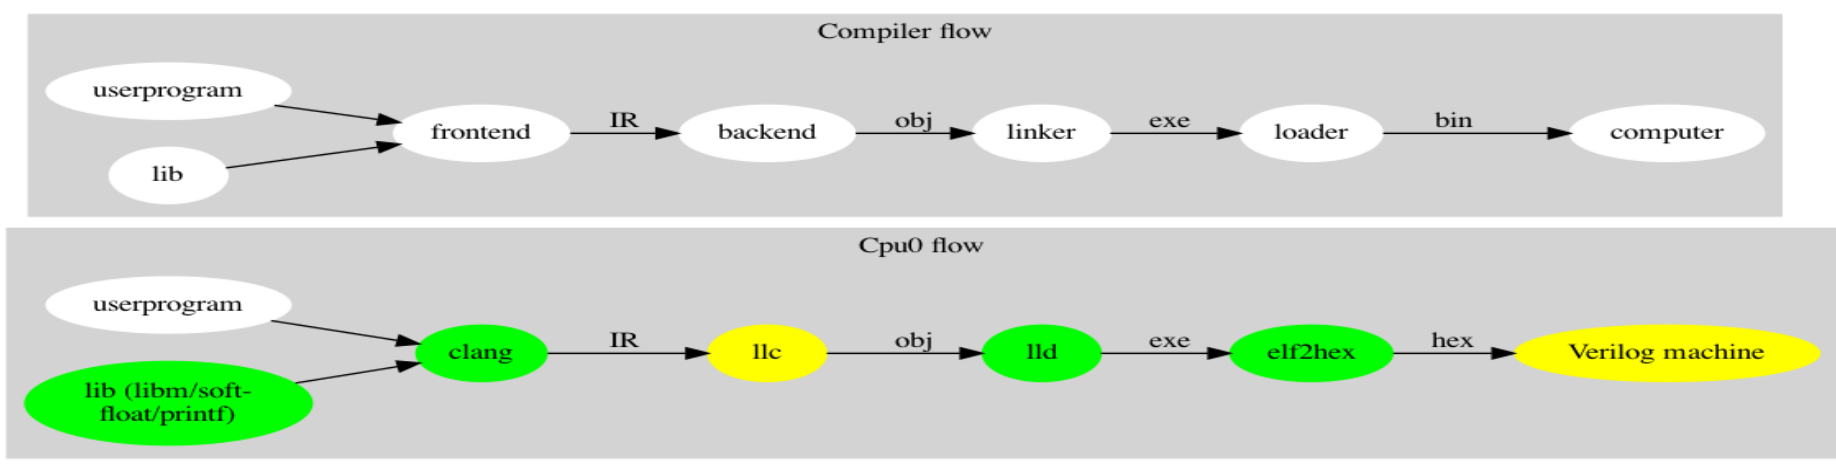 Compiler flow
userprogram
lib
frontend
IR
backend
obj
linker
exe
loader
bin
computer
Cpu0 flow
userprogram
lib (libm/soft-
float/printf)
clang
IR
llc
obj
lld
exe
elf2hex
hex
Verilog machine